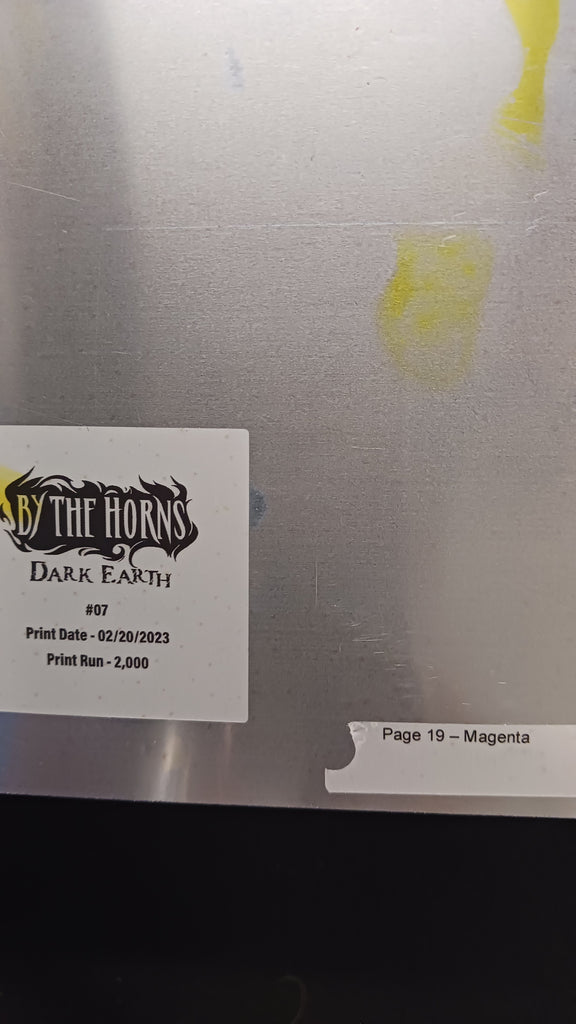 BY THE HORNS
DARK EARTH
#07
Print Date - 02/20/2023
Print Run - 2,000
Page 19 – Magenta